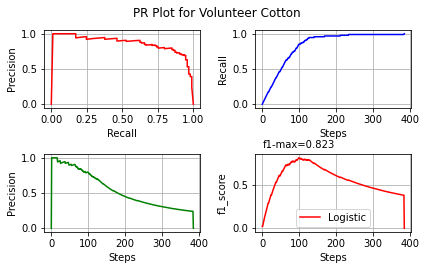 PR Plot for Volunteer Cotton
1.0
0.5
0.0
Precision
0.00 0.25 0.50 0.75 1.00
Recall
1.0
0.5
0.0
Recall
0 100 200 300 400
Steps
1.0
0.5
0.0
Precision
0 100 200 300 400
Steps
f1-max=0.823
0.5
0.0
f1_score
Logistic
0 100 200 300 400
Steps